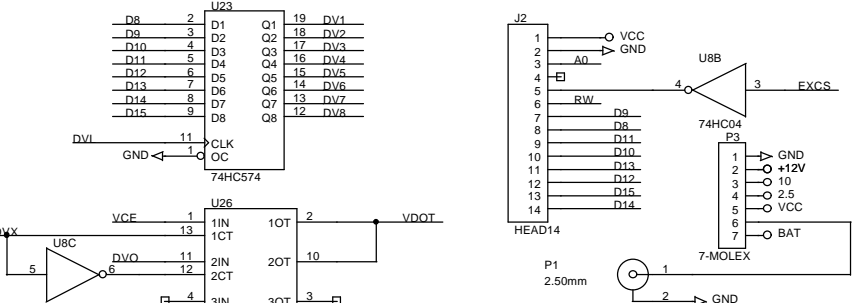 U23
D8 2 D1 Q1 19 DV1
D9 3 D2 Q2 18 DV2
D10 4 D3 Q3 17 DV3
D11 5 D4 Q4 16 DV4
D12 6 D5 Q5 15 DV5
D13 7 D6 Q6 14 DV6
D14 8 D7 Q7 13 DV7
D15 9 D8 Q8 12 DV8
DVI 11 CLK
GND 1 OC
74HC574
U26
VCE 1 1IN 1OT 2 VDOT
13 1CT
U8C
DVO 11 2IN 2OT 10
5 6 12 2CT
4 3IN 3OT 3
J2
1 VCC
2 GND
3 A0
4
5
6 RW
7 D9
8 D8
9 D11
10 D10
11 D13
12 D12
13 D15
14 D14
HEAD14
U8B
4 3 EXCS
74HC04
P3
1 GND
2 +12V
3 10
4 2.5
5 VCC
6
7 BAT
7-MOLEX
P1
2.50mm
1
2 GND